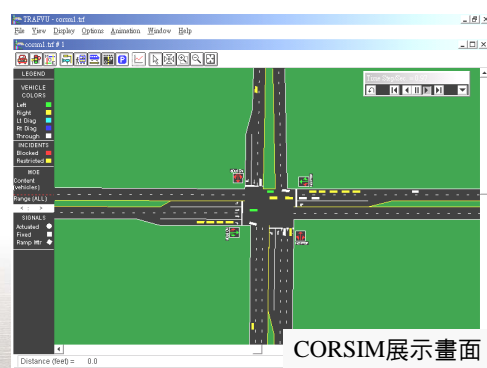 TRAFVU - corsm1.trf
File View Display Options Animation Window Help
corsm1.trf # 1
LEGEND
VEHICLE
COLORS
Left
Right
Lt Diag
Rt Diag
Through
INCIDENTS
Blocked
Restricted
MOE
Content
(vehicles)
Range (ALL)
SIGNALS
Actuated
Fixed
Ramp Mtr
Distance (feet) = 0.0
CORSIM展示畫面